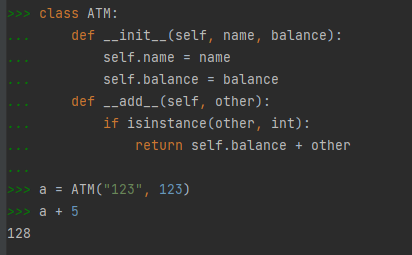 >>> class ATM:
...     def __init__(self, name, balance):
...         self.name = name
...         self.balance = balance
...     def __add__(self, other):
...         if isinstance(other, int):
...             return self.balance + other
...
>>> a = ATM("123", 123)
>>> a + 5
128